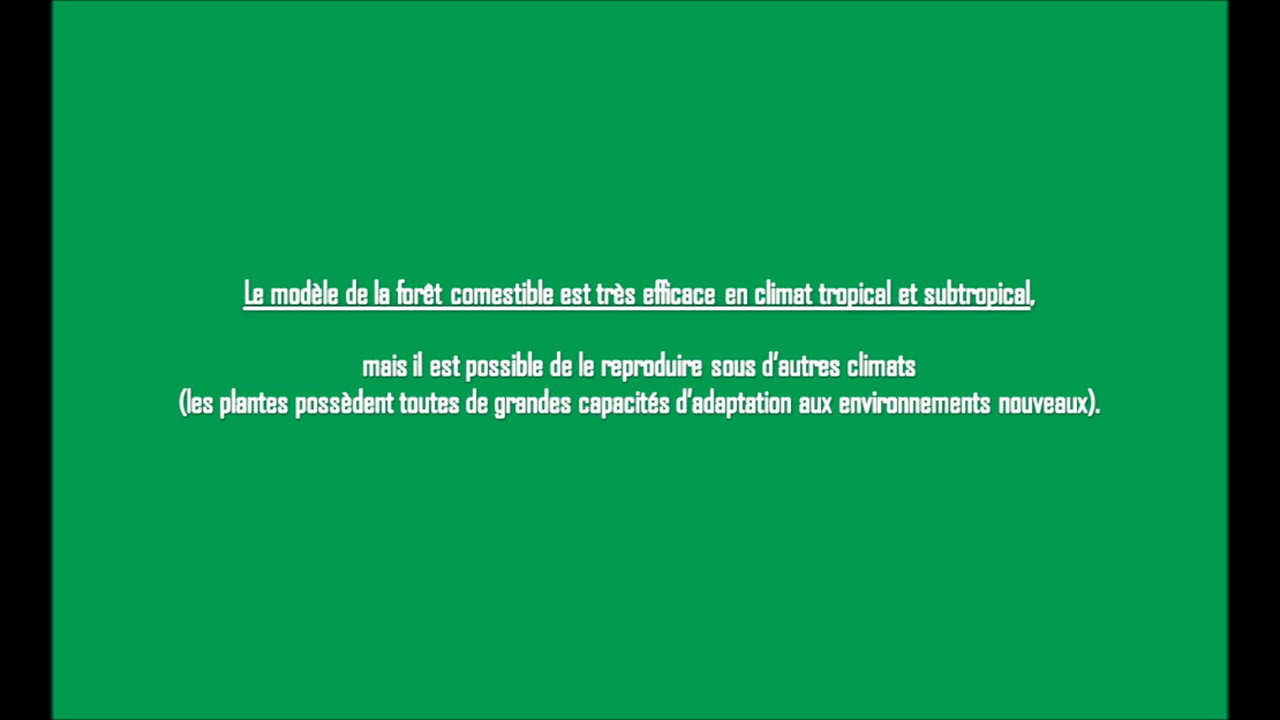 Le modèle de la forêt comestible est très efficace en climat tropical et subtropical,
mais il est possible de le reproduire sous d'autres climats
(les plantes possèdent toutes de grandes capacités d'adaptation aux environnements nouveaux).